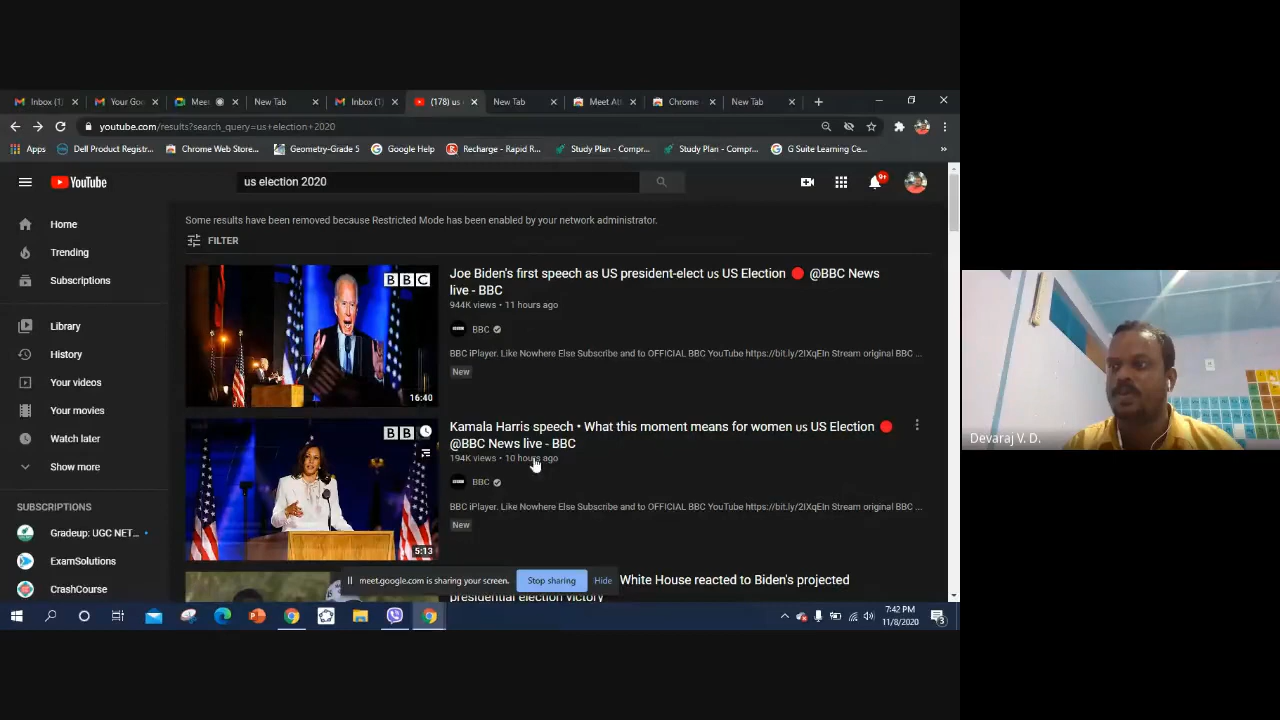 Inbox (1)
Your Goo
Meet
New Tab
Inbox (1)
(178) us
New Tab
Meet Att
Chrome
New Tab
youtube.com/results?search_query=us+election+2020
Apps
Dell Product Registr...
Chrome Web Store...
Geometry-Grade 5
Google Help
Recharge - Rapid R...
Study Plan - Compr...
Study Plan - Compr...
G Suite Learning Ce...
YouTube
us election 2020
9+
Some results have been removed because Restricted Mode has been enabled by your network administrator.
FILTER
Home
Trending
Subscriptions
Library
History
Your videos
Your movies
Watch later
Show more
SUBSCRIPTIONS
Gradeup: UGC NET...
ExamSolutions
CrashCourse
BBC
16:40
Joe Biden's first speech as US president-elect us US Election 🔴 @BBC News
live - BBC
944K views • 11 hours ago
BBC
BBC iPlayer. Like Nowhere Else Subscribe and to OFFICIAL BBC YouTube https://bit.ly/2IXqEIn Stream original BBC ...
New
BB
5:13
Kamala Harris speech • What this moment means for women us US Election 🔴
@BBC News live - BBC
194K views • 10 hours ago
BBC
BBC iPlayer. Like Nowhere Else Subscribe and to OFFICIAL BBC YouTube https://bit.ly/2IXqEIn Stream original BBC ...
New
White House reacted to Biden's projected
presidential election victory
meet.google.com is sharing your screen.
Stop sharing
Hide
7:42 PM
11/8/2020
3
Devaraj V. D.